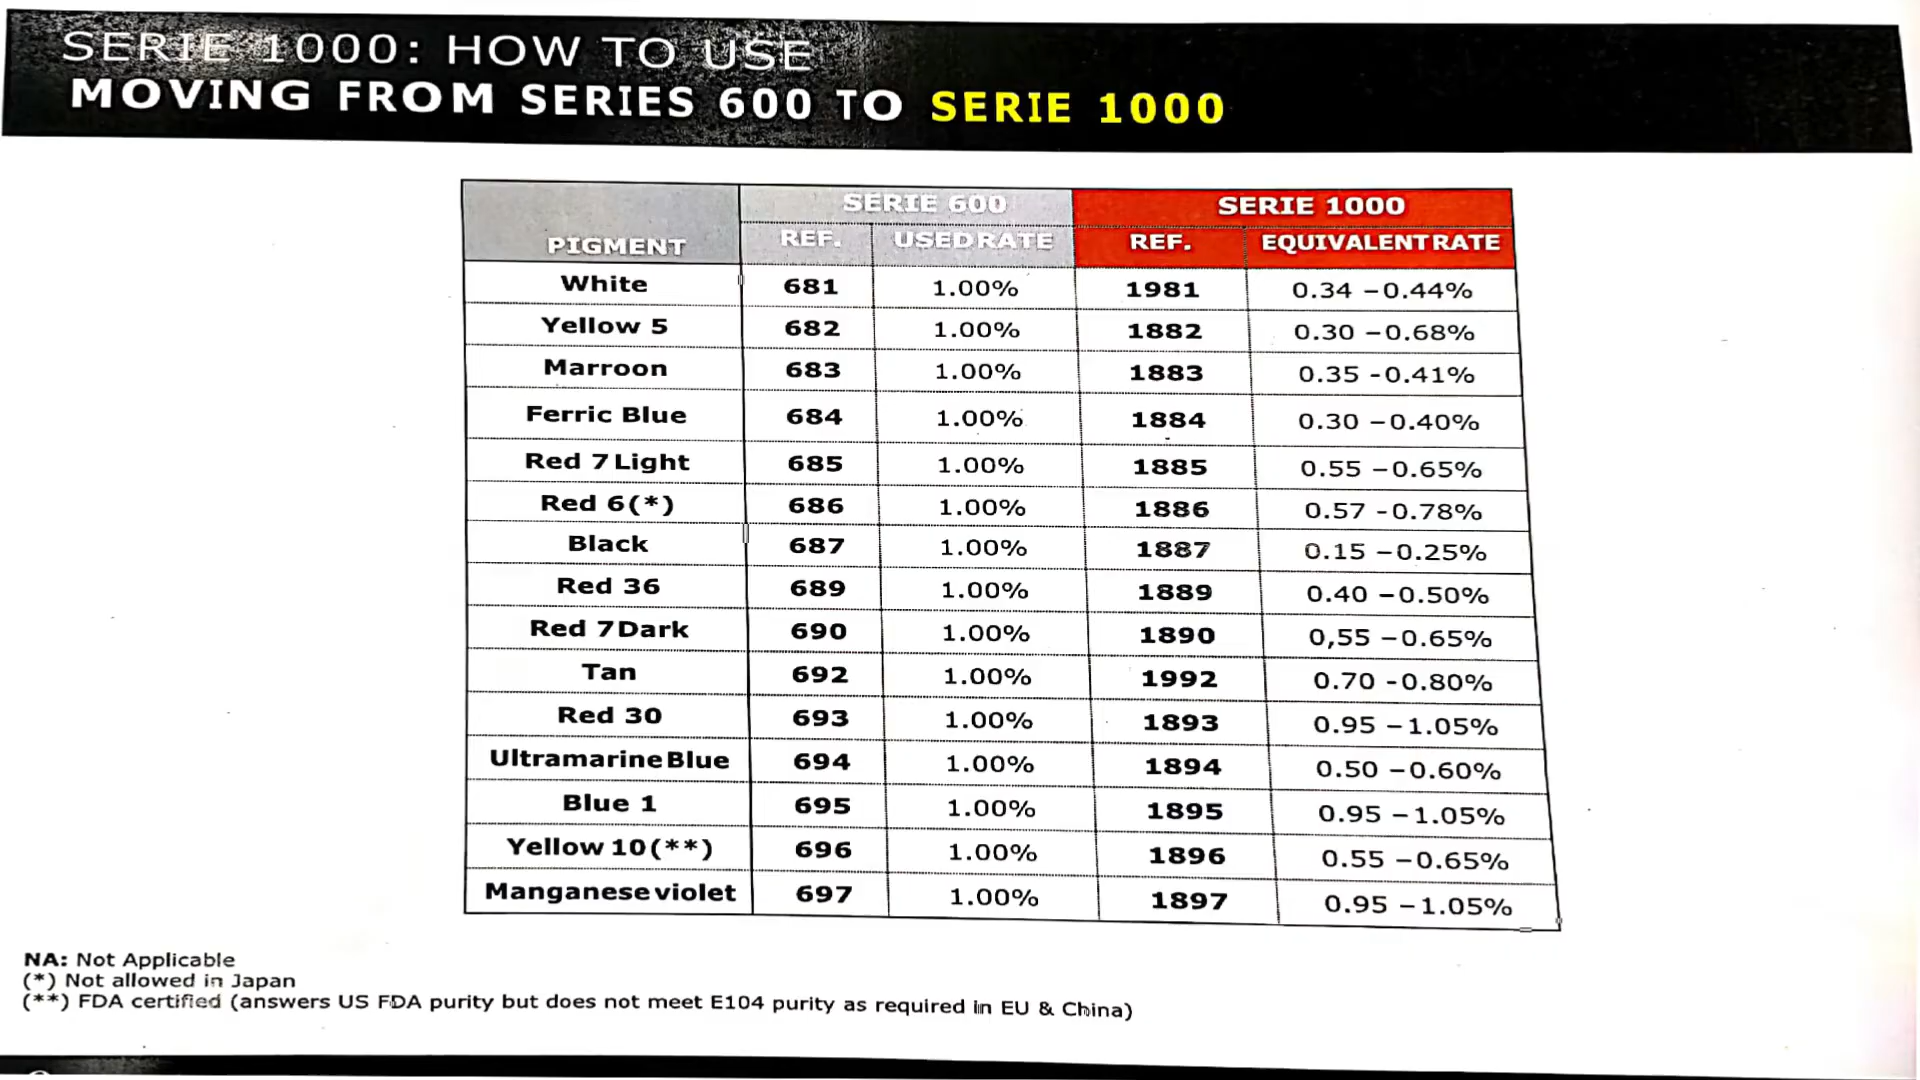 SERIE 1000: HOW TO USE
MOVING FROM SERIES 600 TO SERIE 1000
SERIE 600 SERIE 1000
PIGMENT REF. USED RATE REF. EQUIVALENT RATE
White 681 1.00% 1981 0.34 –0.44%
Yellow 5 682 1.00% 1882 0.30 –0.68%
Marroon 683 1.00% 1883 0.35 -0.41%
Ferric Blue 684 1.00% 1884 0.30 –0.40%
Red 7 Light 685 1.00% 1885 0.55 –0.65%
Red 6(*) 686 1.00% 1886 0.57 -0.78%
Black 687 1.00% 1887 0.15 –0.25%
Red 36 689 1.00% 1889 0.40 –0.50%
Red 7 Dark 690 1.00% 1890 0,55 –0.65%
Tan 692 1.00% 1992 0.70 -0.80%
Red 30 693 1.00% 1893 0.95 –1.05%
Ultramarine Blue 694 1.00% 1894 0.50 –0.60%
Blue 1 695 1.00% 1895 0.95 –1.05%
Yellow 10(**) 696 1.00% 1896 0.55 –0.65%
Manganese violet 697 1.00% 1897 0.95 –1.05%
NA: Not Applicable
(*) Not allowed in Japan
(**) FDA certified (answers US FDA purity but does not meet E104 purity as required in EU & China)